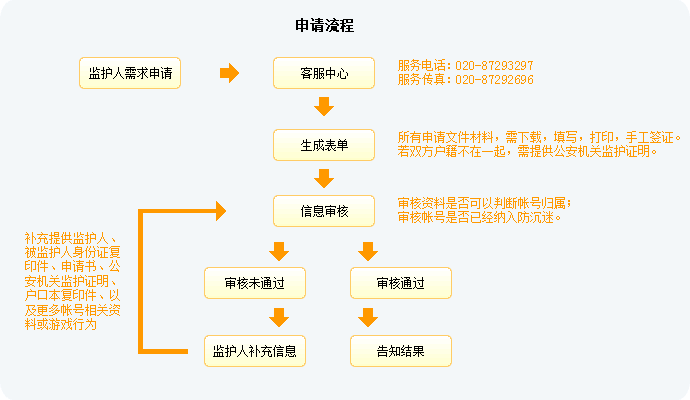 申请流程
监护人需求申请
客服中心
服务电话：020-87293297
服务传真：020-87292696
生成表单
所有申请文件材料，需下载，填写，打印，手工签证。
若双方户籍不在一起，需提供公安机关监护证明。
信息审核
审核资料是否可以判断帐号归属；
审核帐号是否已经纳入防沉迷。
补充提供监护人、
被监护人身份证复
印件、申请书、公
安机关监护证明、
户口本复印件、以
及更多帐号相关资
料或游戏行为
审核未通过
审核通过
监护人补充信息
告知结果